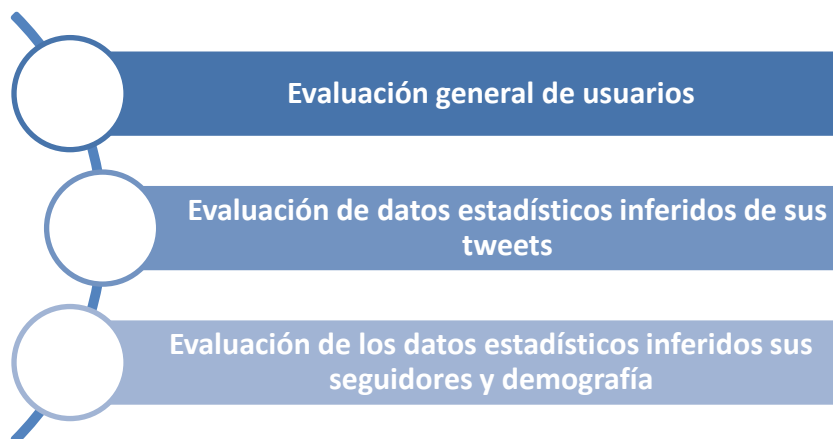 Evaluación general de usuarios
Evaluación de datos estadísticos inferidos de sus
tweets
Evaluación de los datos estadísticos inferidos sus
seguidores y demografía